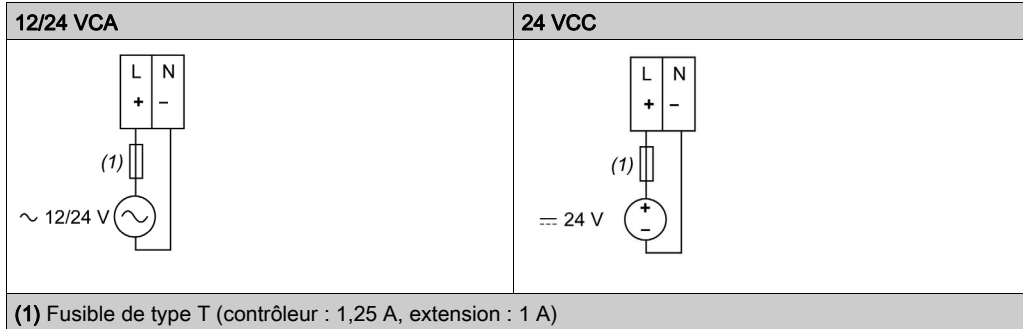 12/24 VCA
24 VCC
L N
+ –
(1)
∼ 12/24 V
L N
+ –
(1)
⎓ 24 V
+
–
(1) Fusible de type T (contrôleur : 1,25 A, extension : 1 A)